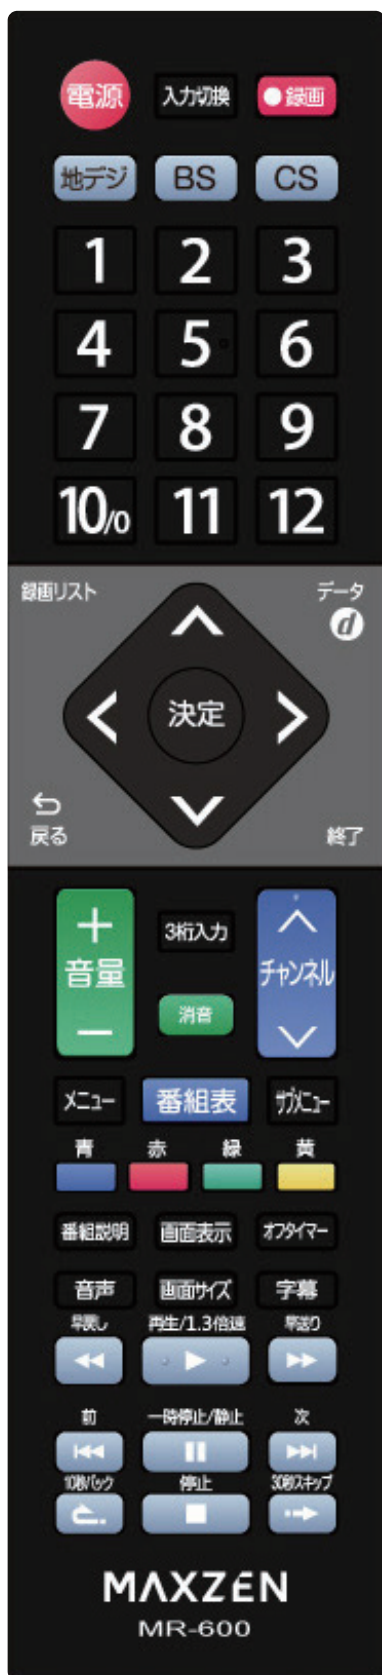 電源 入力切換 録画
地デジ BS CS
1 2 3
4 5 6
7 8 9
10/0 11 12
録画リスト データ
d
決定
戻る 終了
+ 3桁入力
音量 チャンネル
- 消音
メニュー 番組表 サブメニュー
青 赤 緑 黄
番組説明 画面表示 オフタイマー
音声 画面サイズ 字幕
早戻し 再生/1.3倍速 早送り
前 一時停止/静止 次
10秒バック 停止 30秒スキップ
MAXZEN
MR-600